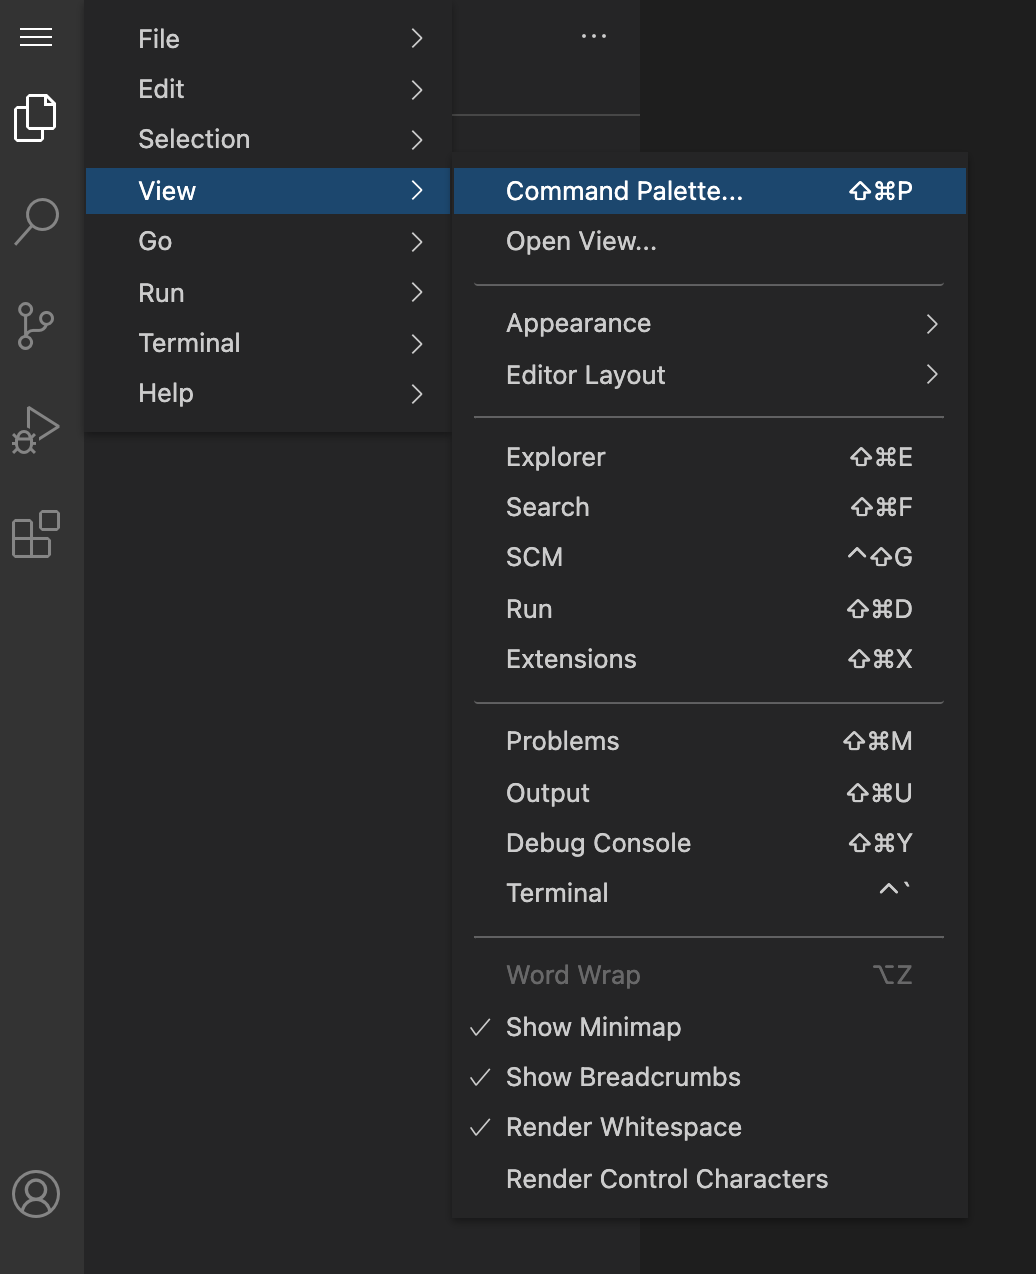 File
Edit
Selection
View
Go
Run
Terminal
Help
Command Palette... ⇧⌘P
Open View...
Appearance
Editor Layout
Explorer ⇧⌘E
Search ⇧⌘F
SCM ^⇧G
Run ⇧⌘D
Extensions ⇧⌘X
Problems ⇧⌘M
Output ⇧⌘U
Debug Console ⇧⌘Y
Terminal ^`
Word Wrap ⌥Z
Show Minimap
Show Breadcrumbs
Render Whitespace
Render Control Characters